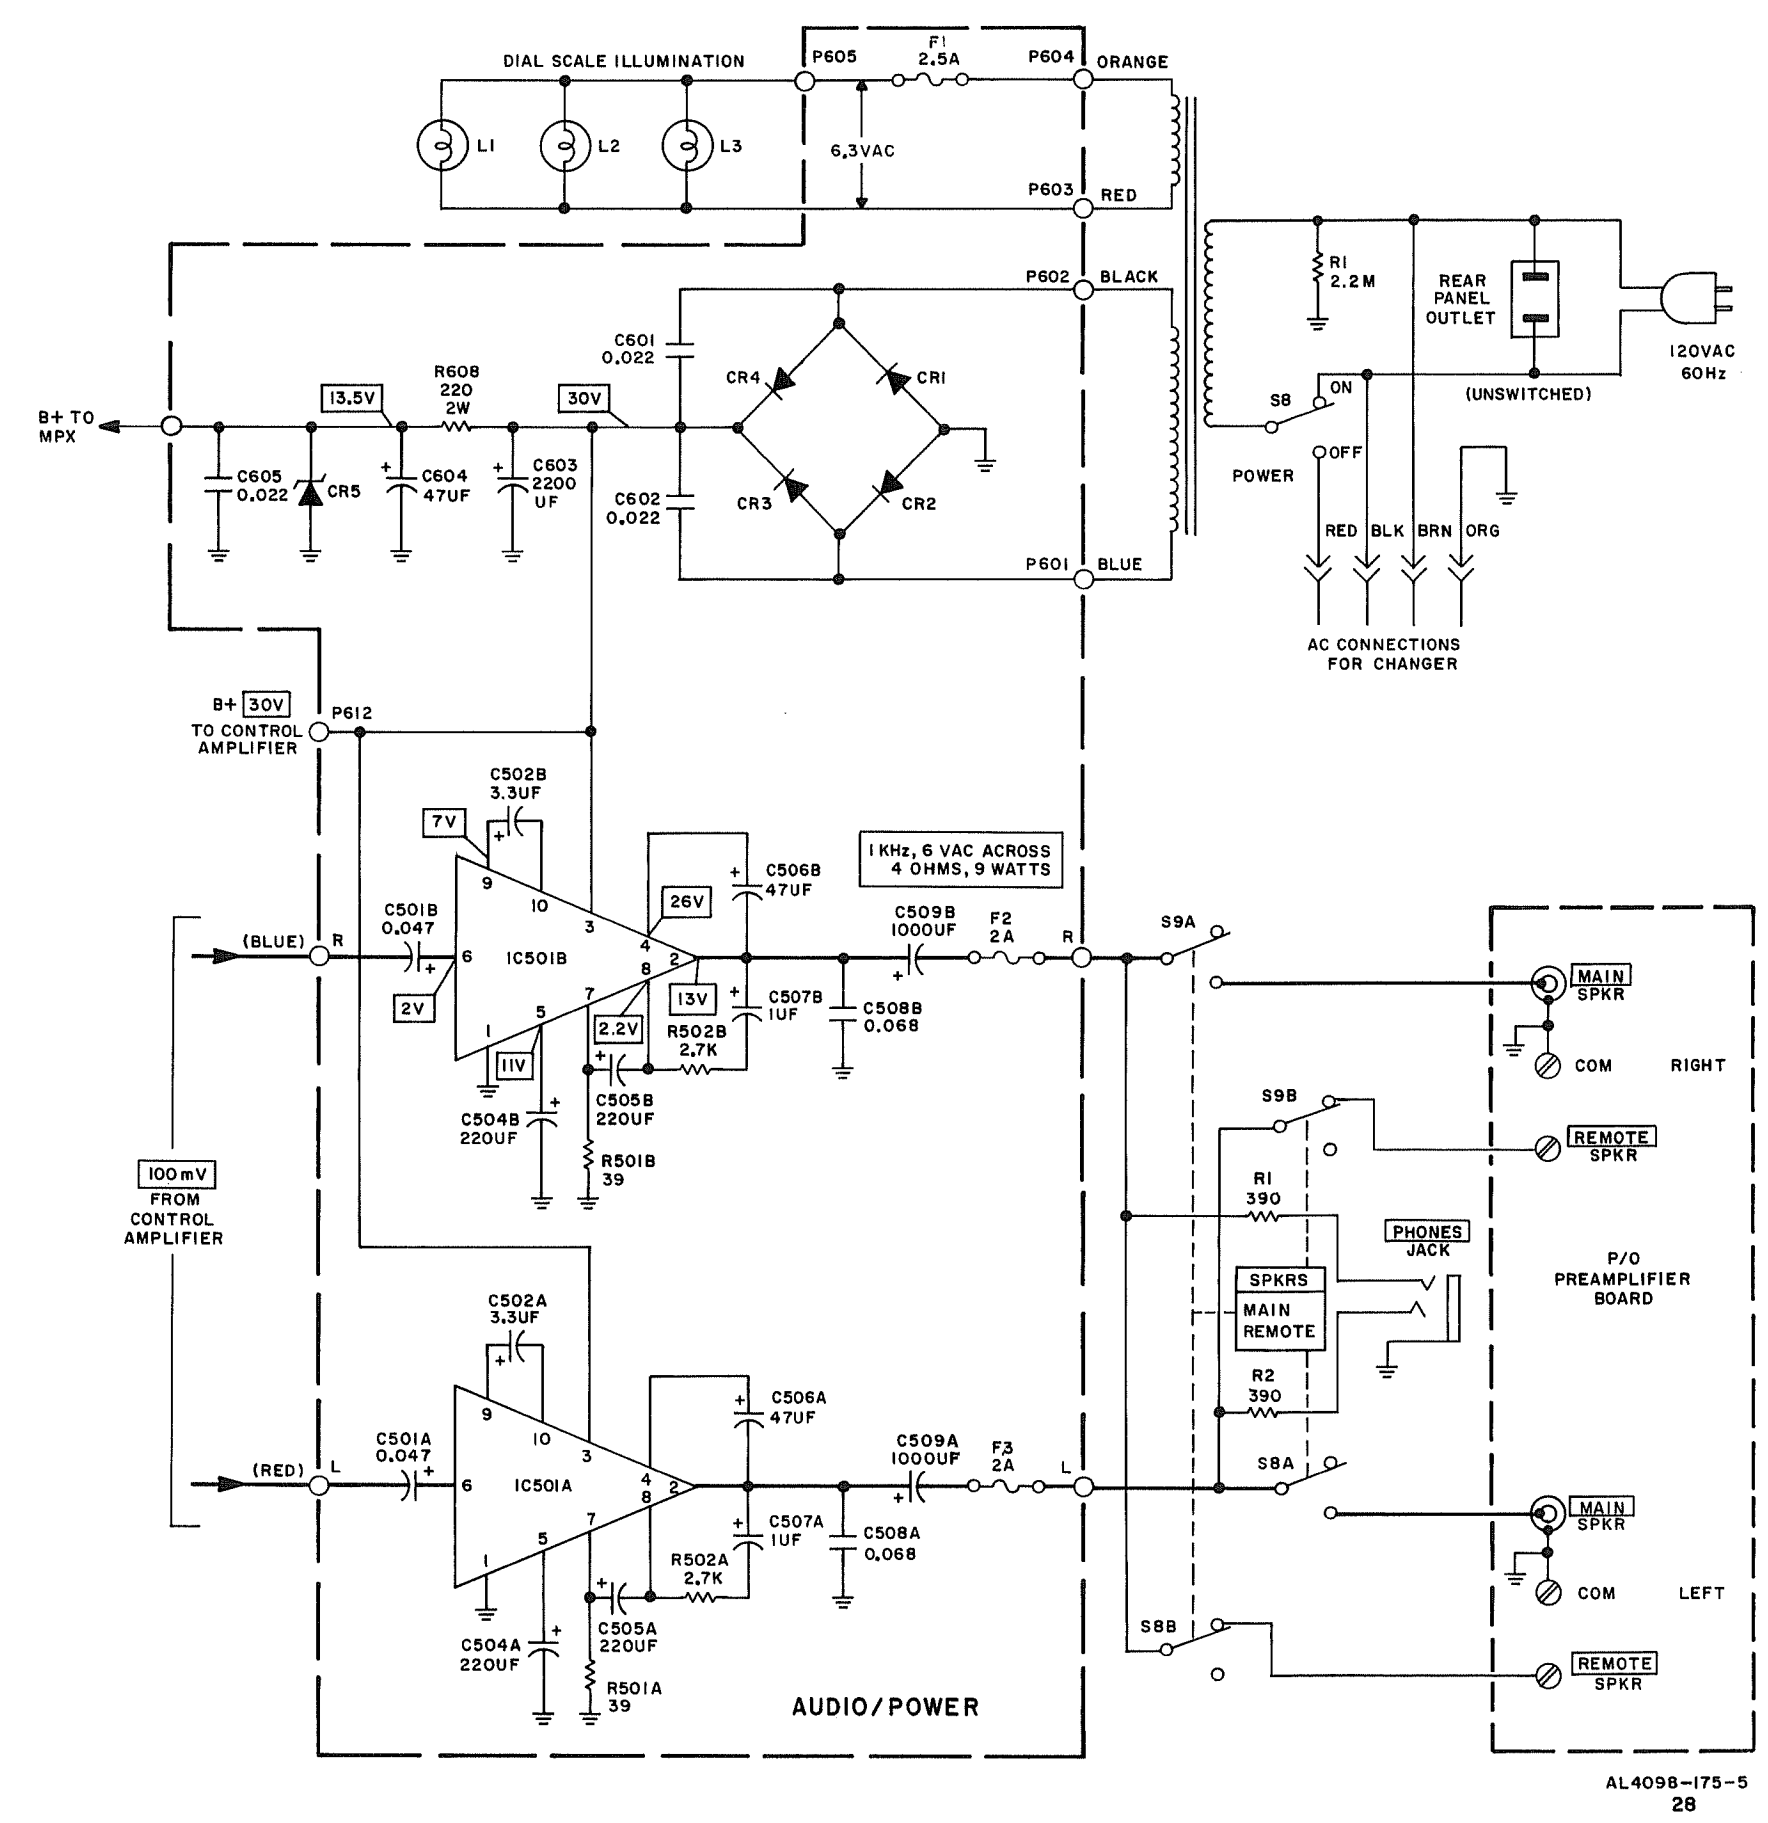 DIAL SCALE ILLUMINATION
P605
F1
2.5A
P604
ORANGE
L1
L2
L3
6.3VAC
P603
RED
P602
BLACK
R1
2.2M
REAR
PANEL
OUTLET
120VAC
60Hz
(UNSWITCHED)
C601
0.022
CR4
CR1
R608
220
2W
13.5V
30V
B+ TO
MPX
S8
ON
OFF
POWER
C605
0.022
CR5
+
C604
47UF
+
C603
2200
UF
C602
0.022
CR3
CR2
RED
BLK
BRN
ORG
P601
BLUE
AC CONNECTIONS
FOR CHANGER
B+ 30V
TO CONTROL
AMPLIFIER
P612
C502B
3.3UF
7V
+
9
10
3
1KHz, 6 VAC ACROSS
4 OHMS, 9 WATTS
+
C506B
47UF
26V
C501B
0.047
(BLUE)
R
+
6
IC501B
4
2
8
C509B
1000UF
+
F2
2A
R
S9A
2V
7
5
1
11V
2.2V
13V
+
C507B
1UF
C508B
0.068
R502B
2.7K
+
C505B
220UF
+
C504B
220UF
R501B
39
MAIN
SPKR
COM
RIGHT
S9B
REMOTE
SPKR
100mV
FROM
CONTROL
AMPLIFIER
R1
390
PHONES
JACK
SPKRS
MAIN
REMOTE
P/O
PREAMPLIFIER
BOARD
C502A
3.3UF
+
9
10
3
R2
390
+
C506A
47UF
C501A
0.047
(RED)
L
+
6
IC501A
4
2
8
C509A
1000UF
+
F3
2A
L
S8A
7
5
1
+
C507A
1UF
C508A
0.068
R502A
2.7K
+
C505A
220UF
+
C504A
220UF
R501A
39
MAIN
SPKR
COM
LEFT
S8B
REMOTE
SPKR
AUDIO/POWER
AL4098-175-5
28